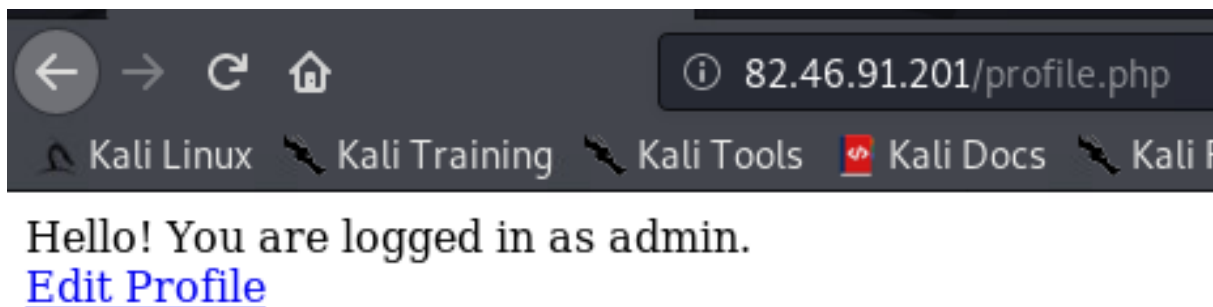 82.46.91.201/profile.php
Kali Linux Kali Training Kali Tools Kali Docs Kali
Hello! You are logged in as admin.
Edit Profile